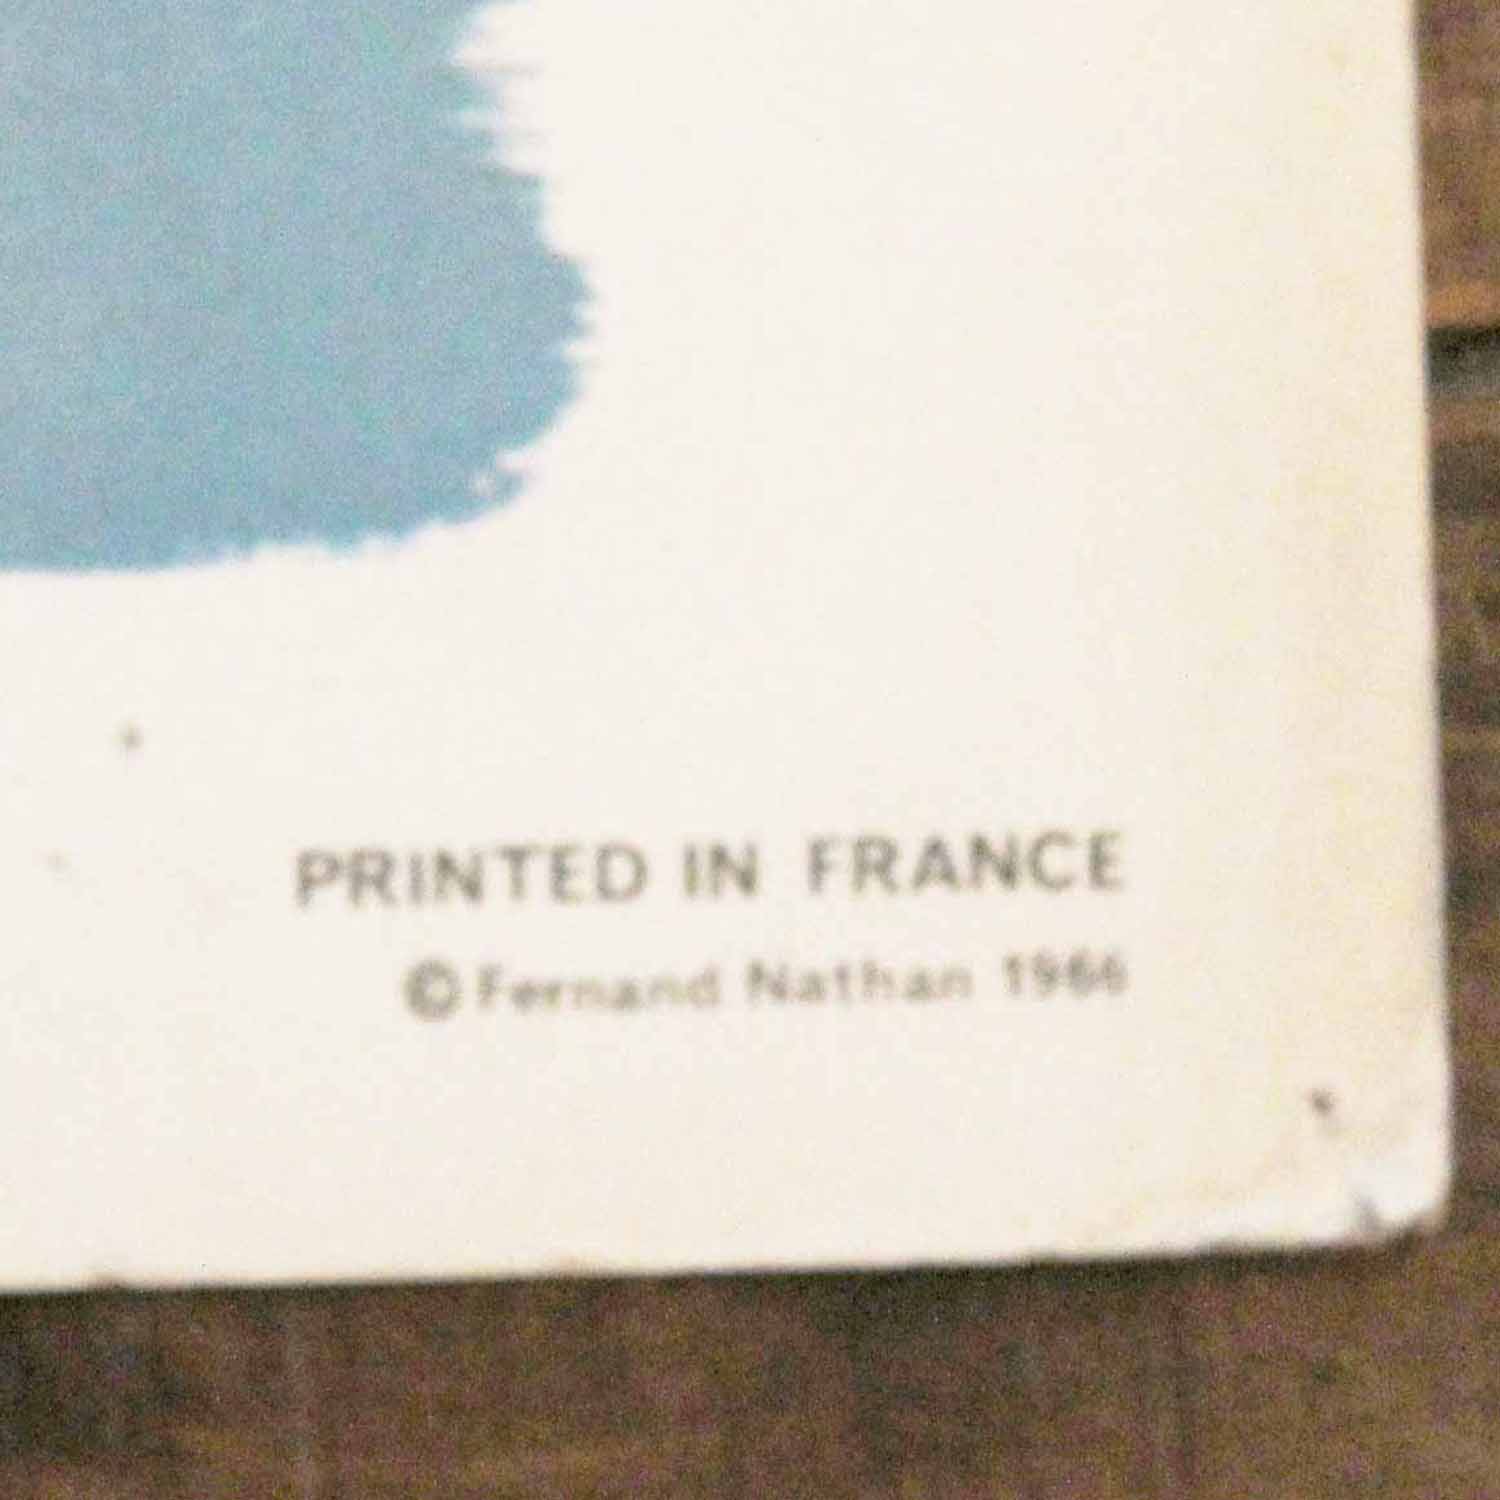 PRINTED IN FRANCE
© Fernand Nathan 1966